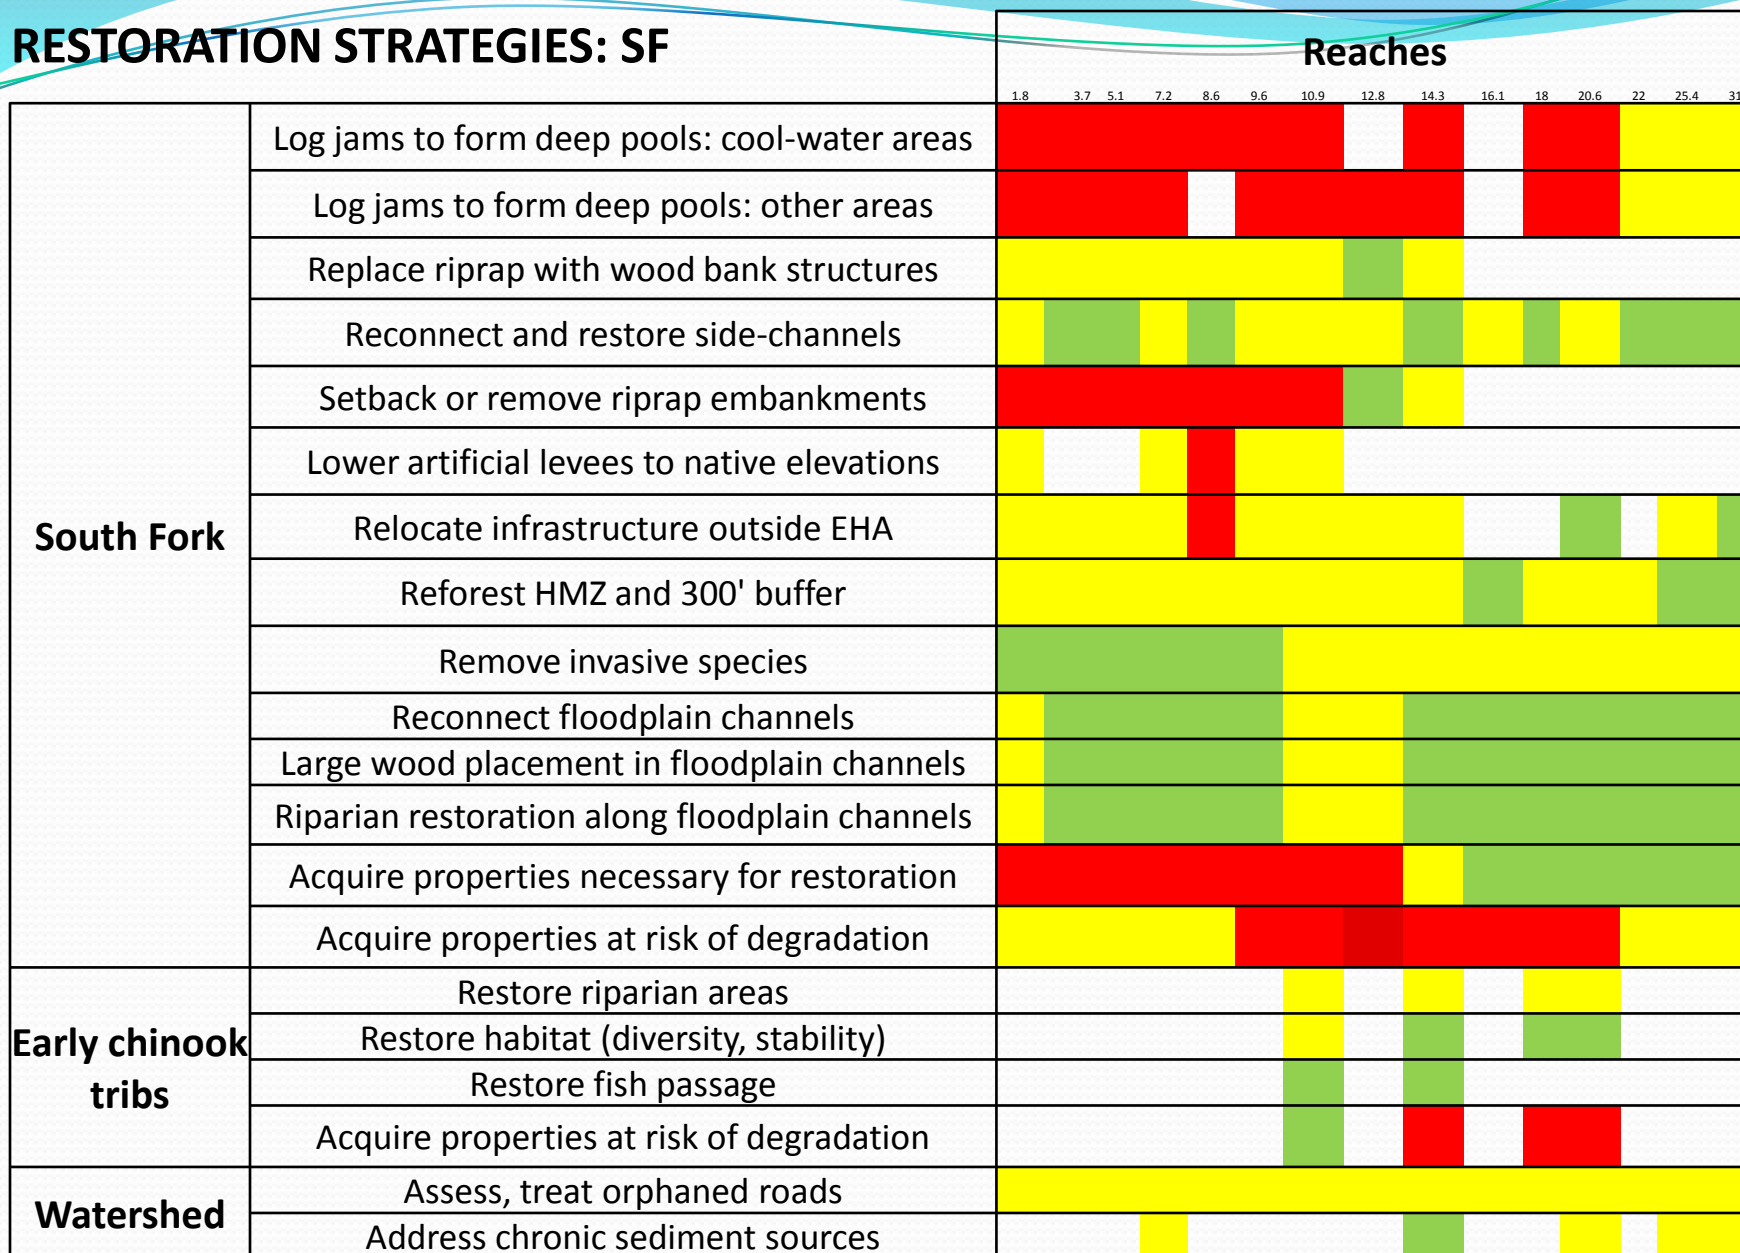 RESTORATION STRATEGIES: SF
Reaches
1.8 3.7 5.1 7.2 8.6 9.6 10.9 12.8 14.3 16.1 18 20.6 22 25.4 31
South Fork
Log jams to form deep pools: cool-water areas
Log jams to form deep pools: other areas
Replace riprap with wood bank structures
Reconnect and restore side-channels
Setback or remove riprap embankments
Lower artificial levees to native elevations
Relocate infrastructure outside EHA
Reforest HMZ and 300' buffer
Remove invasive species
Reconnect floodplain channels
Large wood placement in floodplain channels
Riparian restoration along floodplain channels
Acquire properties necessary for restoration
Acquire properties at risk of degradation
Early chinook
tribs
Restore riparian areas
Restore habitat (diversity, stability)
Restore fish passage
Acquire properties at risk of degradation
Watershed
Assess, treat orphaned roads
Address chronic sediment sources